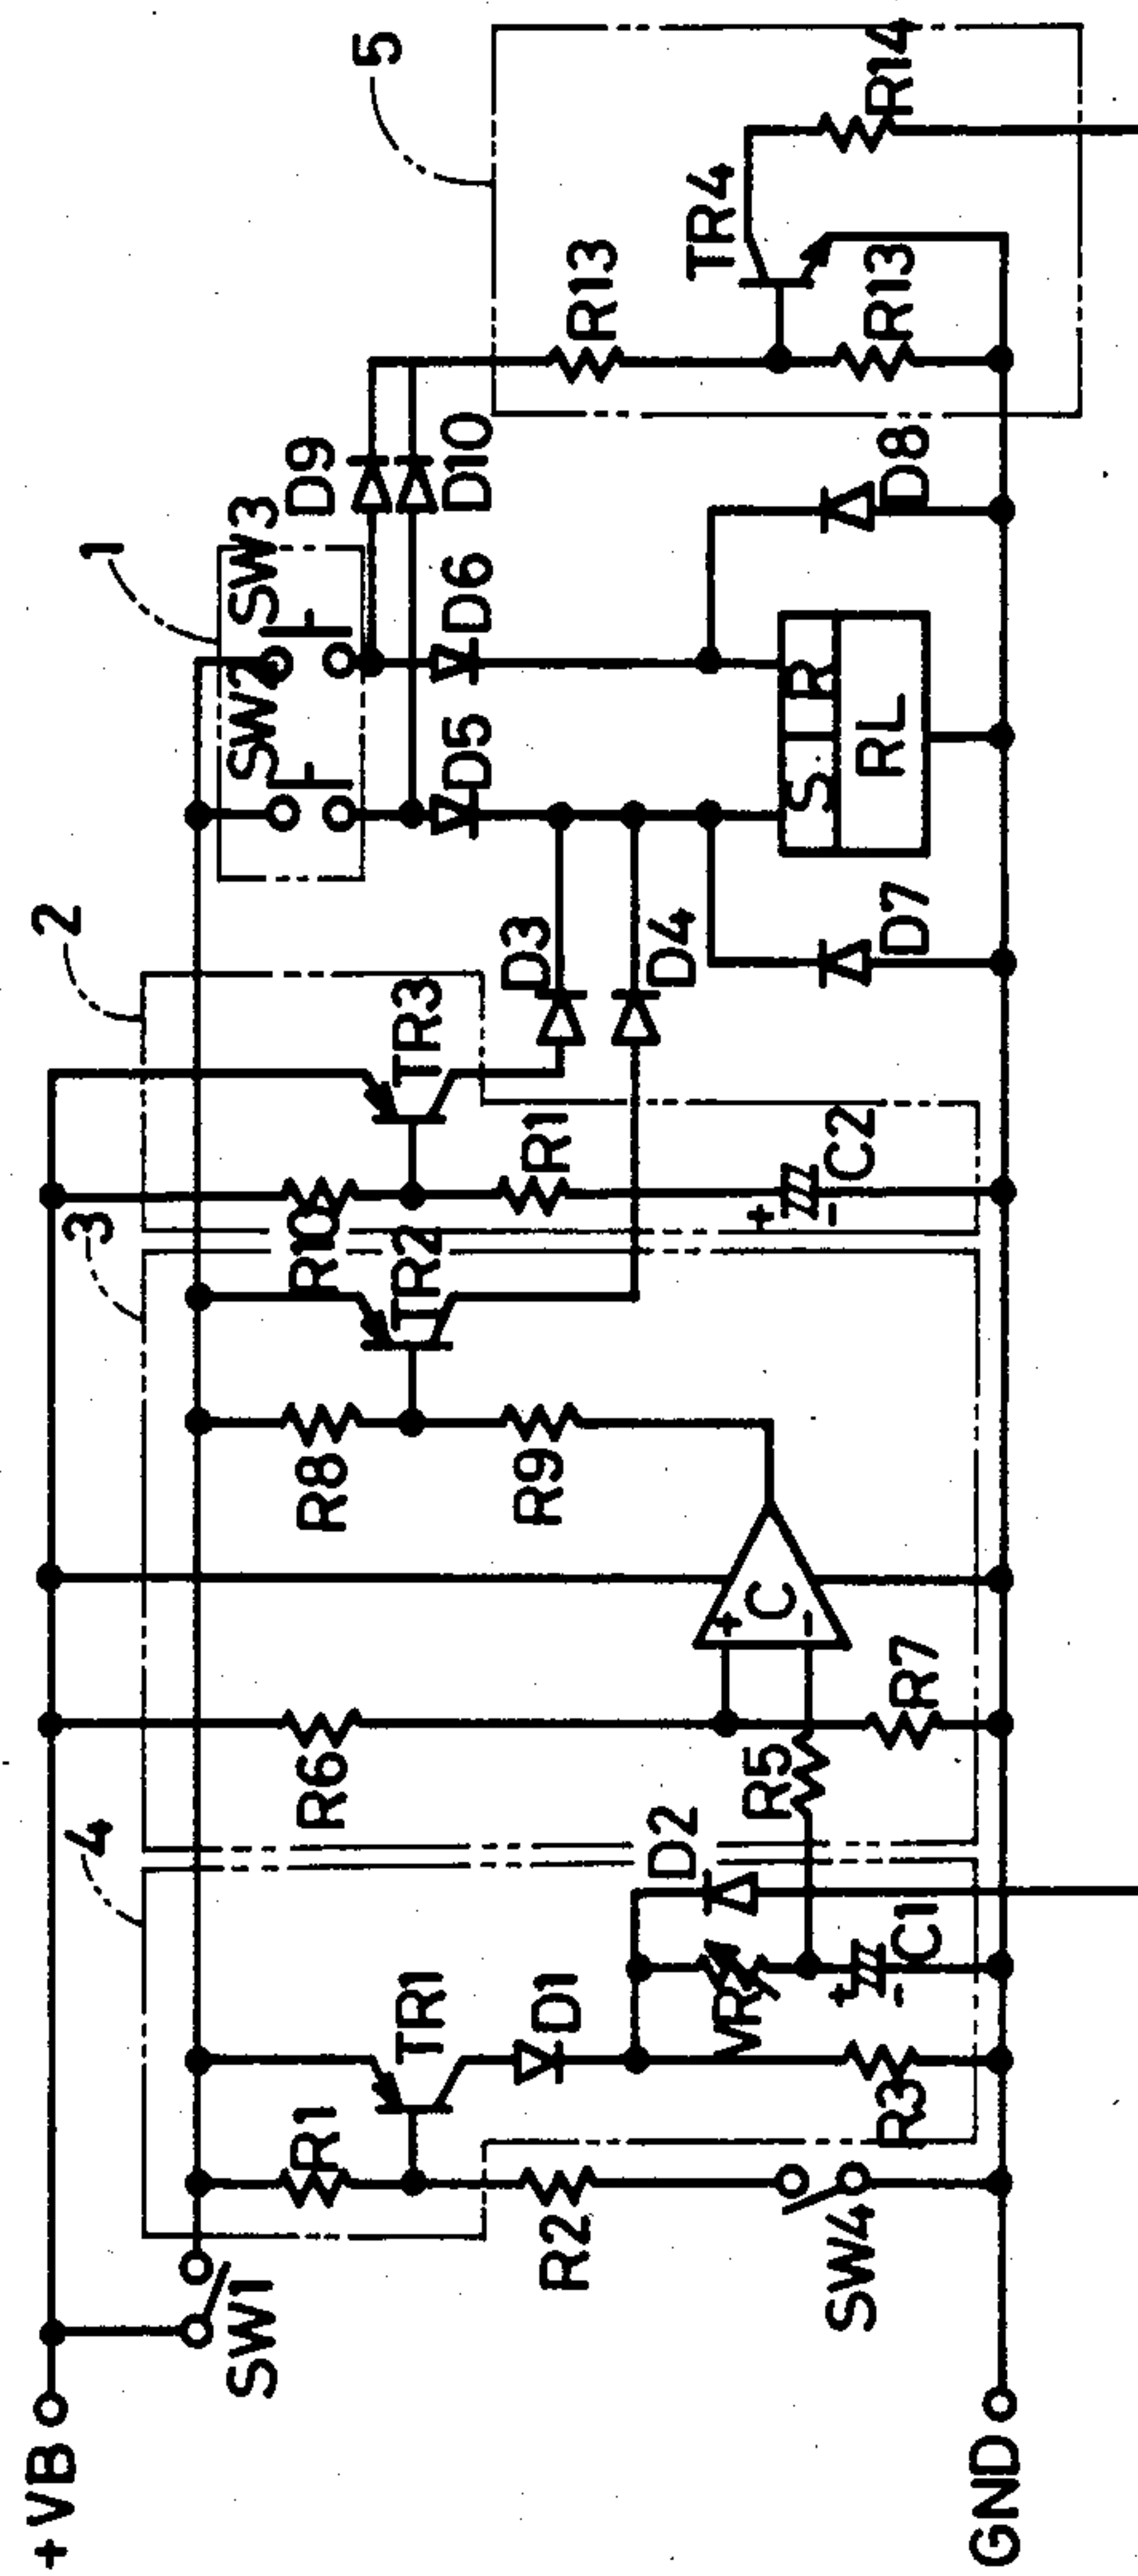 +VB
GND
SW1
4
R1
R2
SW4
TR1
D1
R3
VR
C1
D2
R5
3
R6
R7
+
C
-
R8
R9
TR2
2
R10
R1
TR3
+
C2
-
D3
D4
1
SW2
SW3
D5
D6
D7
S
R
RL
D8
D9
D10
5
R13
R13
TR4
R14
+
-